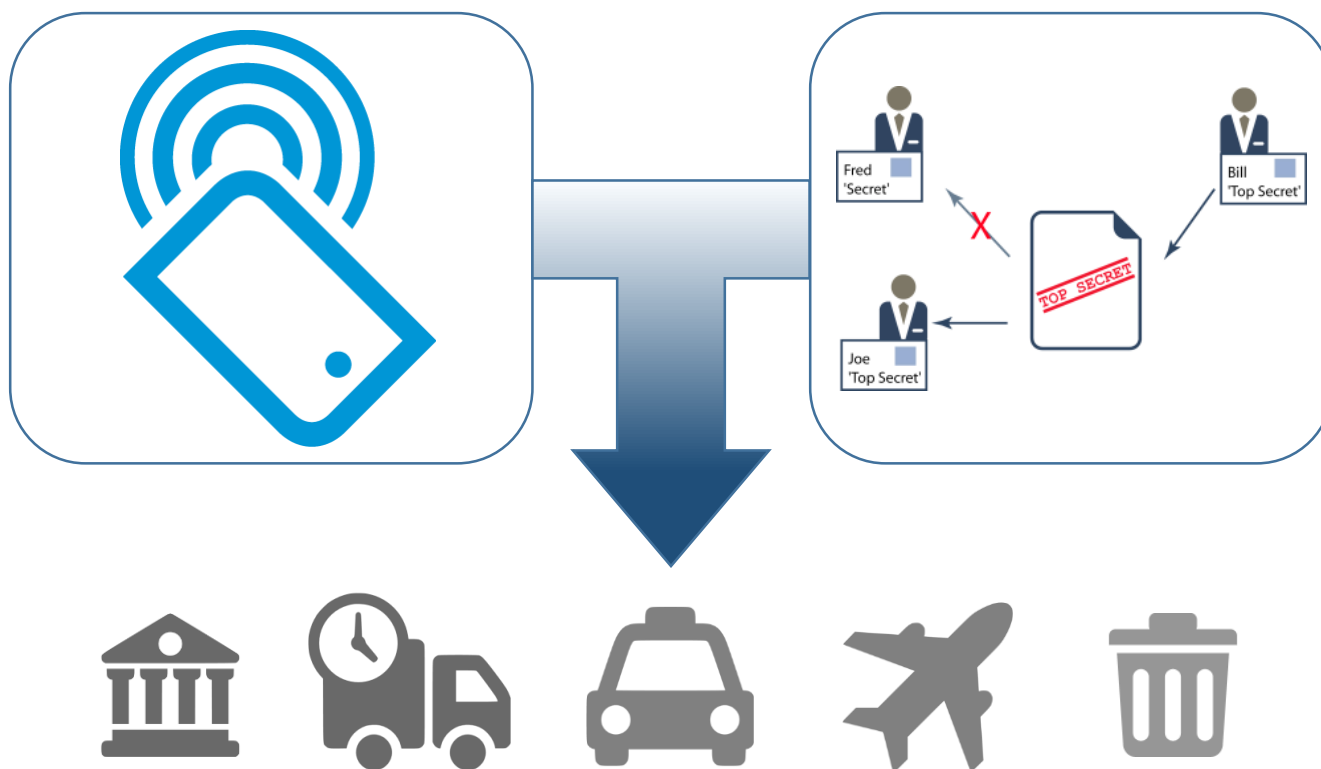 Fred
'Secret'
Bill
'Top Secret'
X
TOP SECRET
Joe
'Top Secret'